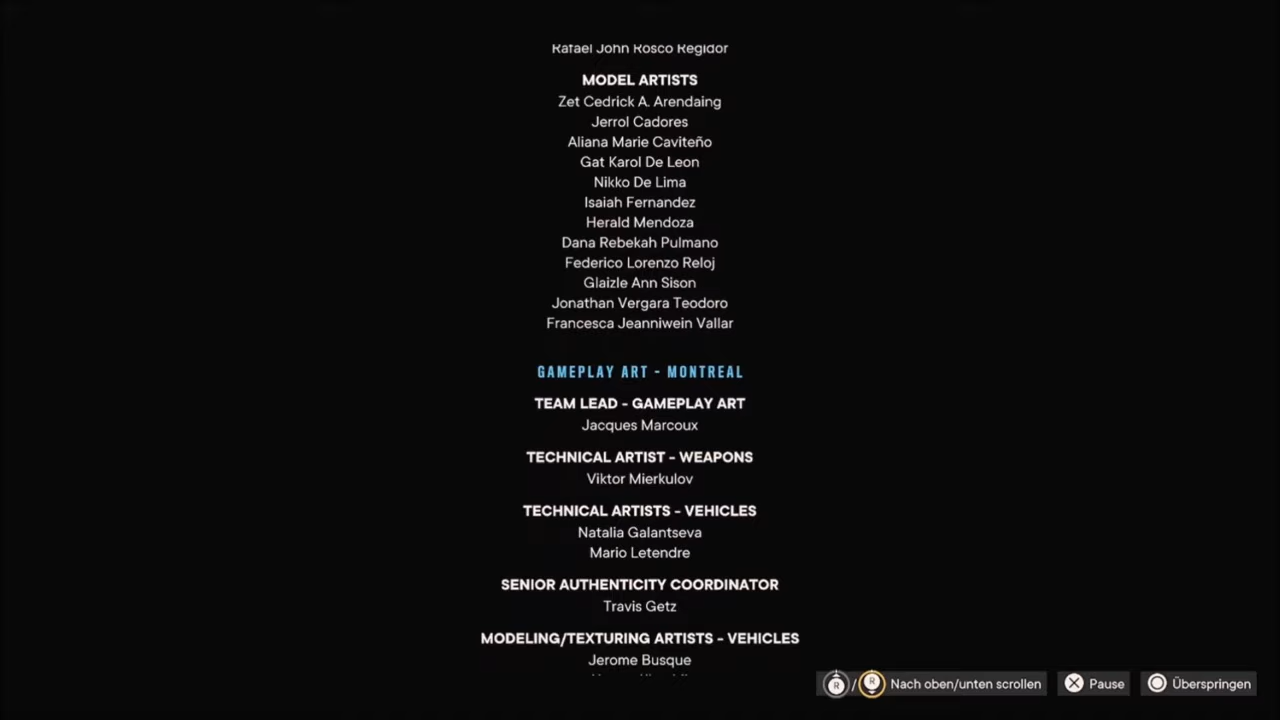 Rafael John Rosco Regidor
MODEL ARTISTS
Zet Cedrick A. Arendaing
Jerrol Cadores
Aliana Marie Caviteño
Gat Karol De Leon
Nikko De Lima
Isaiah Fernandez
Herald Mendoza
Dana Rebekah Pulmano
Federico Lorenzo Reloj
Glaizle Ann Sison
Jonathan Vergara Teodoro
Francesca Jeanniwein Vallar
GAMEPLAY ART - MONTREAL
TEAM LEAD - GAMEPLAY ART
Jacques Marcoux
TECHNICAL ARTIST - WEAPONS
Viktor Mierkulov
TECHNICAL ARTISTS - VEHICLES
Natalia Galantseva
Mario Letendre
SENIOR AUTHENTICITY COORDINATOR
Travis Getz
MODELING/TEXTURING ARTISTS - VEHICLES
Jerome Busque
R / R Nach oben/unten scrollen Pause Überspringen